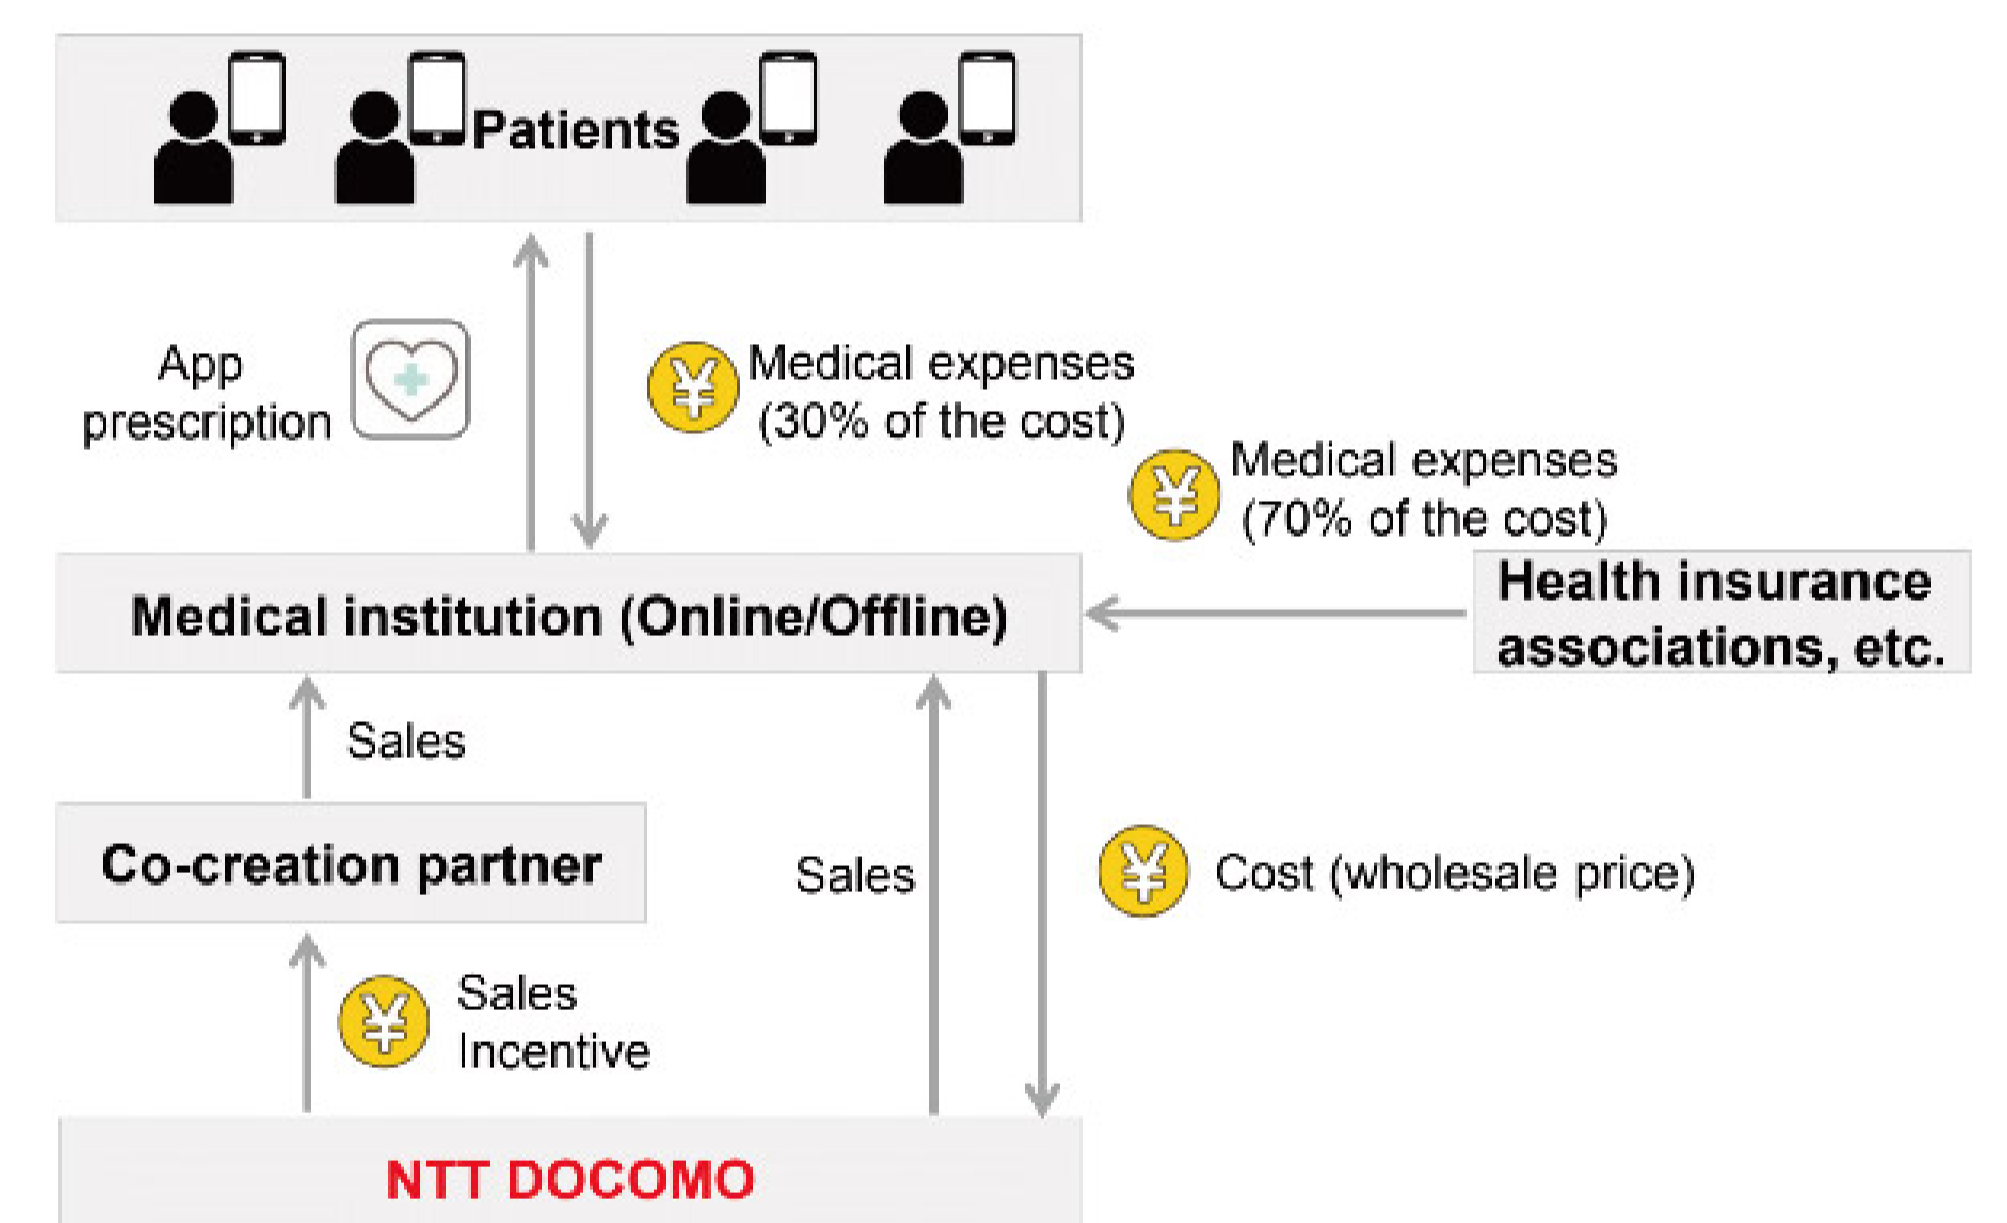 Patients
App
prescription
¥
Medical expenses
(30% of the cost)
¥
Medical expenses
(70% of the cost)
Medical institution (Online/Offline)
Health insurance
associations, etc.
Sales
Co-creation partner
Sales
¥
Cost (wholesale price)
¥
Sales
Incentive
NTT DOCOMO